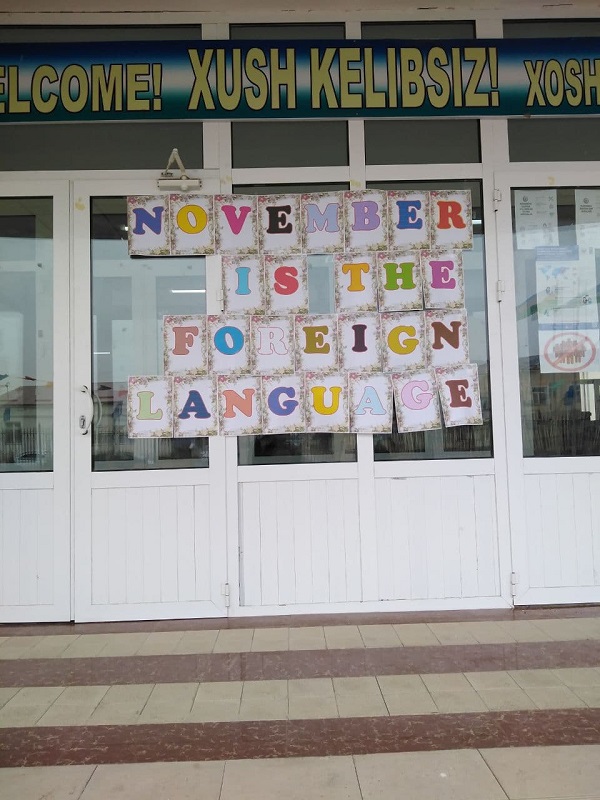 ELCOME! XUSH KELIBSIZ! XOSH
NOVEMBER
IS THE
FOREIGN
LANGUAGE